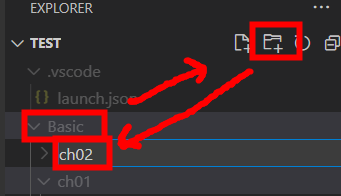 EXPLORER
TEST
.vscode
{} launch.json
Basic
ch02
ch01